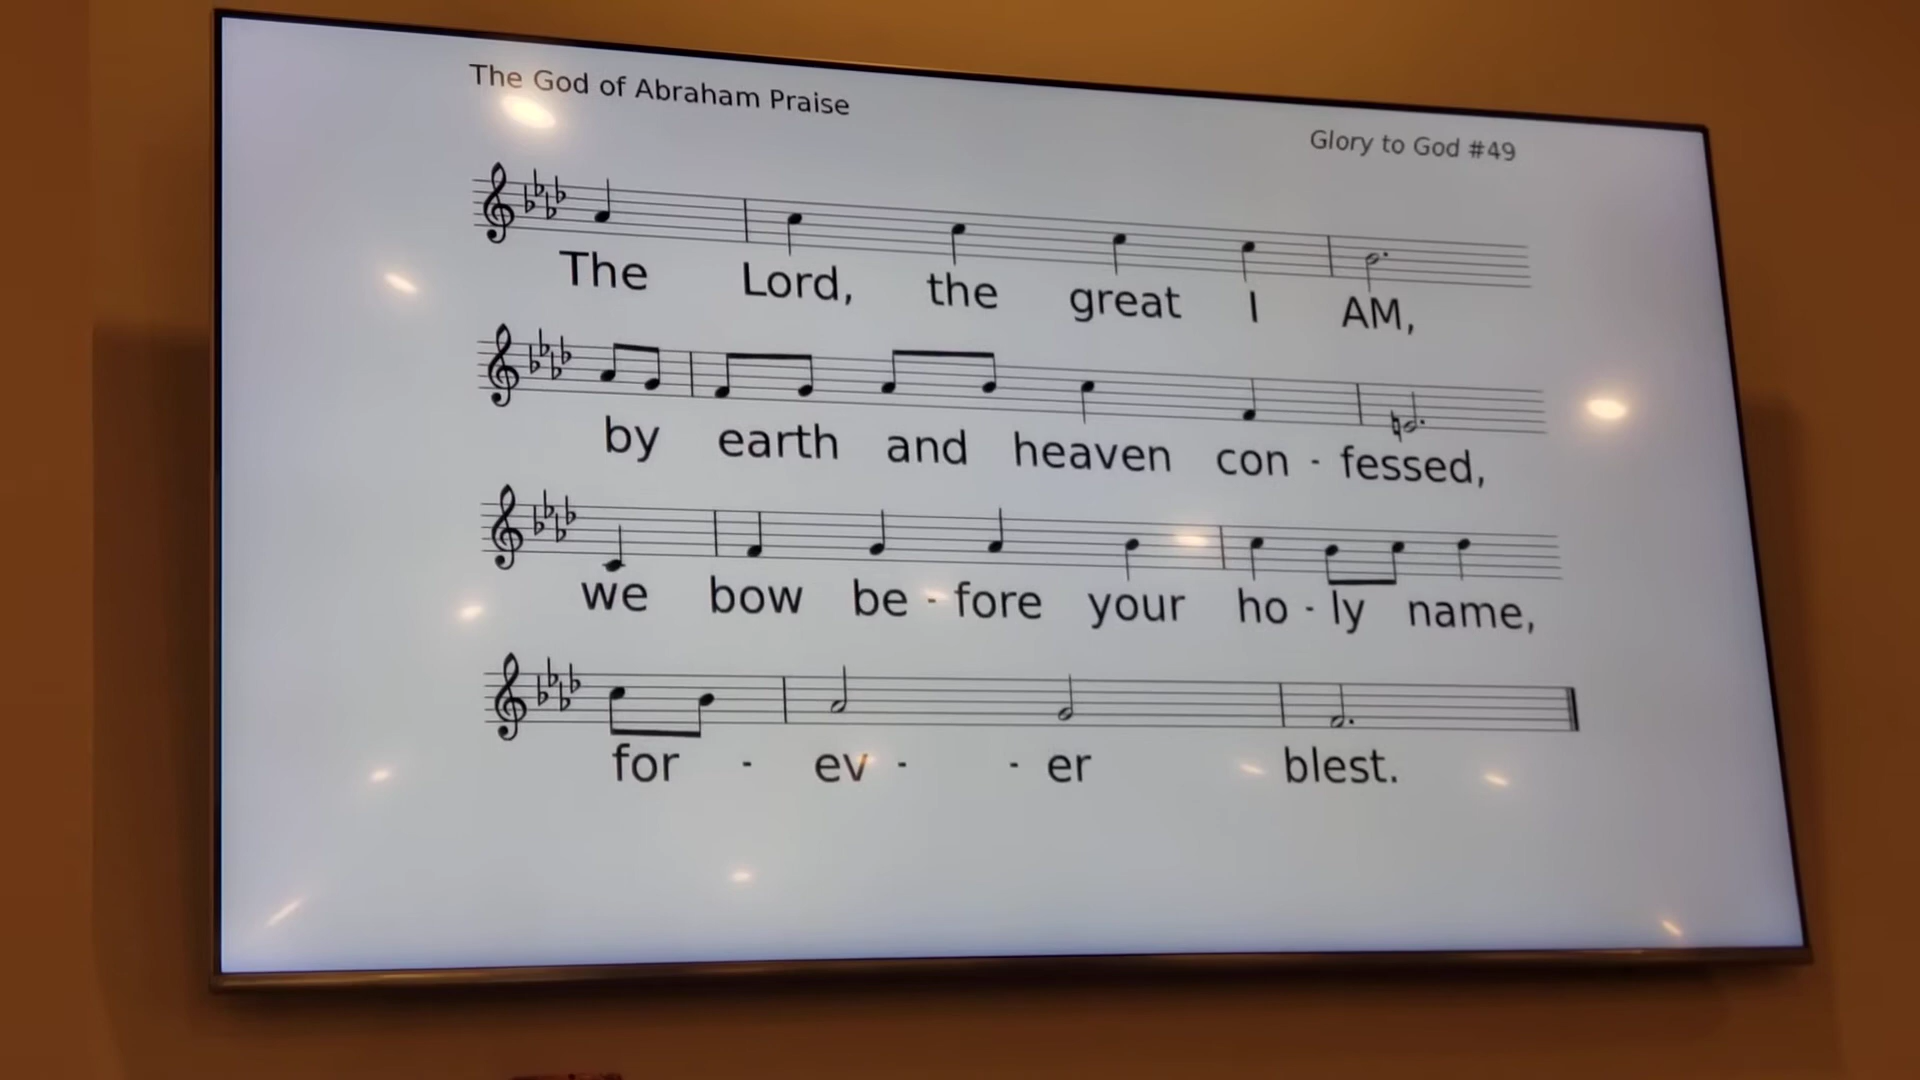 The God of Abraham Praise
Glory to God #49
The Lord, the great I AM,
by earth and heaven con - fessed,
we bow be - fore your ho - ly name,
for - ev - - er blest.